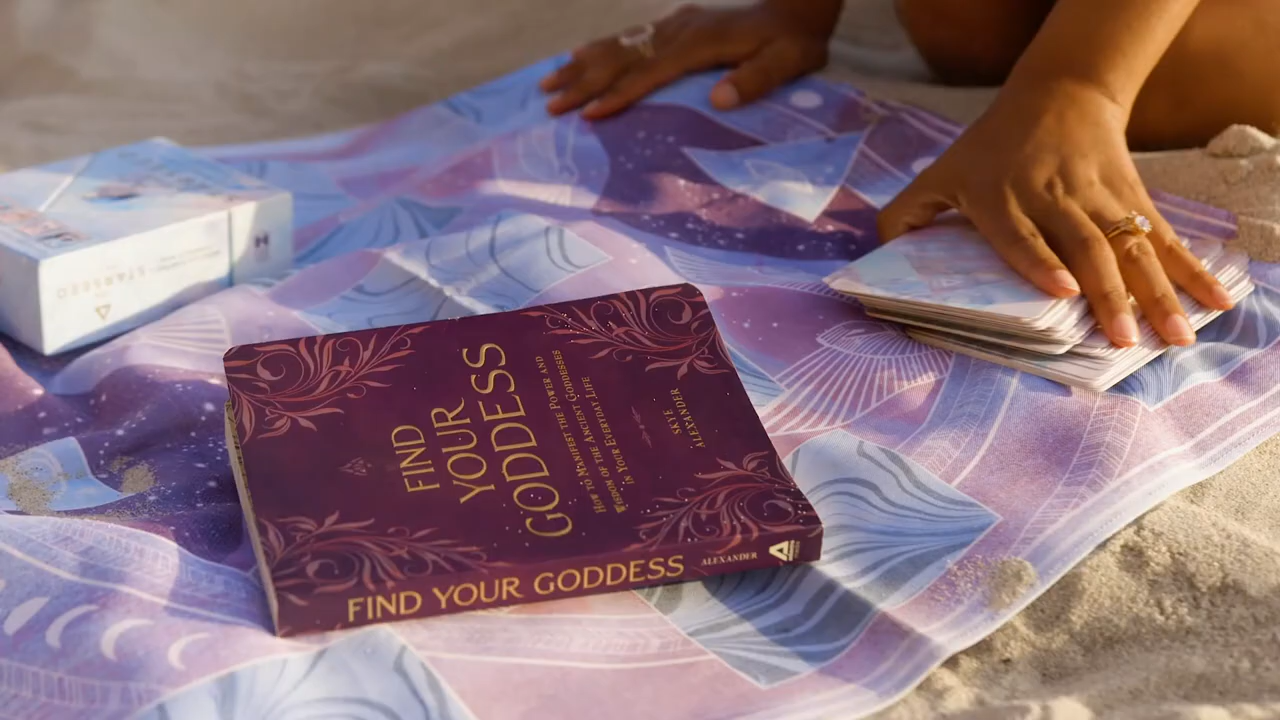 FIND
YOUR
GODDESS
HOW TO MANIFEST THE POWER AND
WISDOM OF THE ANCIENT GODDESSES
IN YOUR EVERYDAY LIFE
SKYE
ALEXANDER
FIND YOUR GODDESS
ALEXANDER
STARSEED